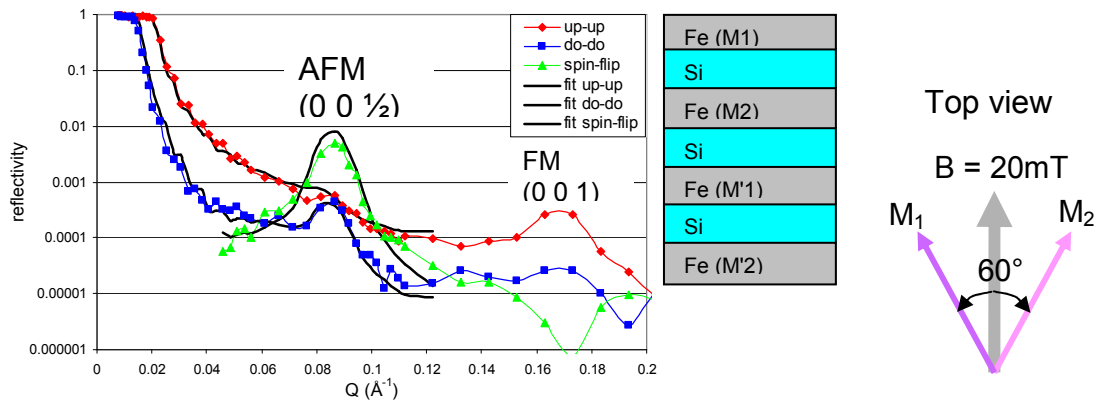 1
0.1
0.01
0.001
0.0001
0.00001
0.000001
reflectivity
0
0.02
0.04
0.06
0.08
0.1
0.12
0.14
0.16
0.18
0.2
Q (Å⁻¹)
AFM
(0 0 ½)
FM
(0 0 1)
up-up
do-do
spin-flip
fit up-up
fit do-do
fit spin-flip
Fe (M1)
Si
Fe (M2)
Si
Fe (M'1)
Si
Fe (M'2)
Top view
B = 20mT
M₁
M₂
60°